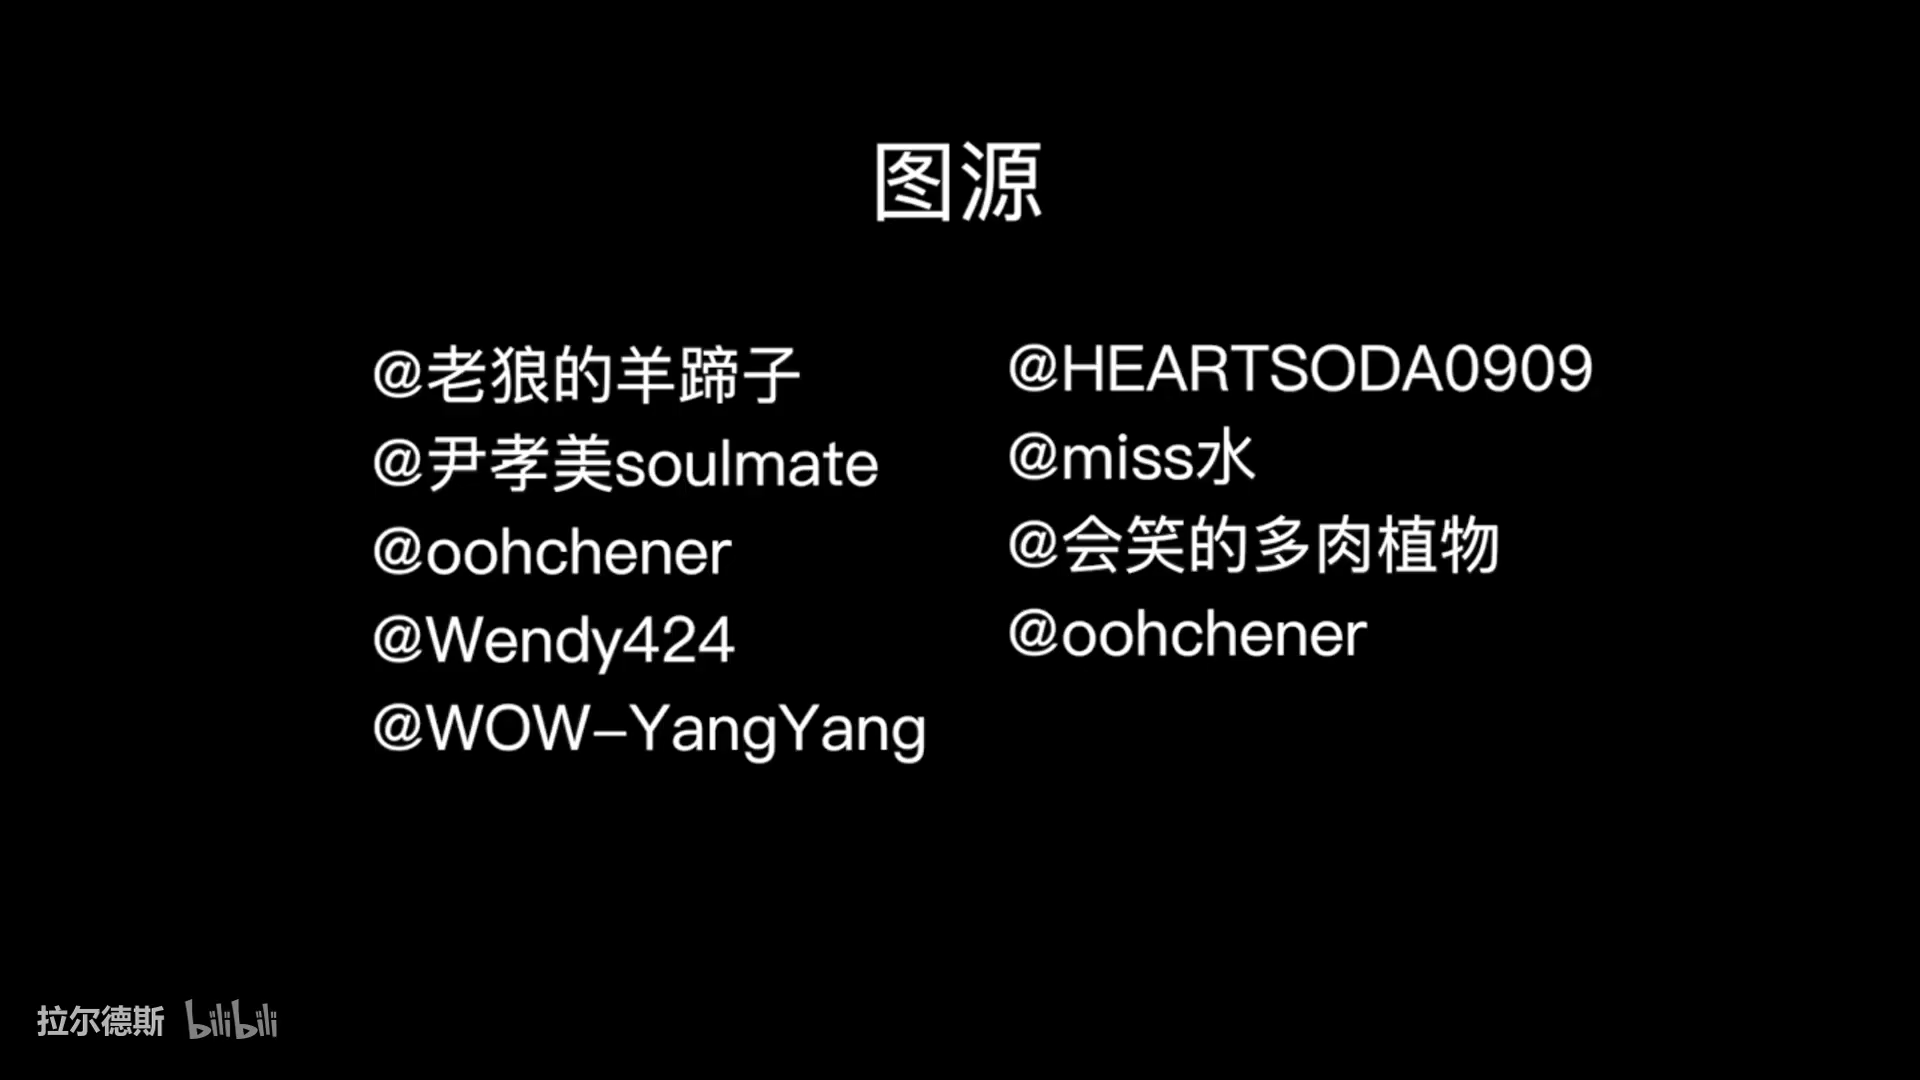 图源
@老狼的羊蹄子
@尹孝美soulmate
@oohchener
@Wendy424
@WOW-YangYang
@HEARTSODA0909
@miss水
@会笑的多肉植物
@oohchener
拉尔德斯 bilibili